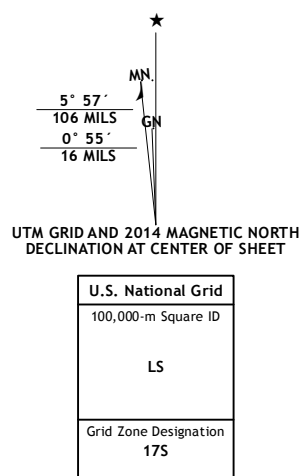 ★
MN.
5° 57´
106 MILS
GN
0° 55´
16 MILS
UTM GRID AND 2014 MAGNETIC NORTH
DECLINATION AT CENTER OF SHEET
U.S. National Grid
100,000-m Square ID
LS
Grid Zone Designation
17S